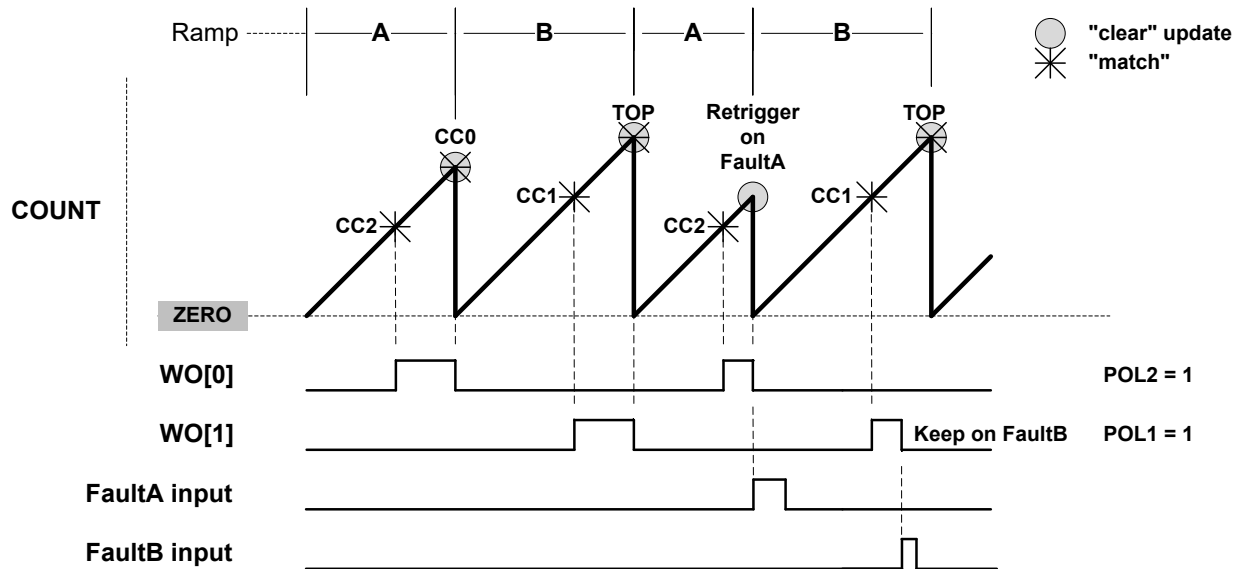 Ramp A B A B
"clear" update
"match"
CC0
TOP
Retrigger
on
FaultA
TOP
COUNT
CC2
CC1
CC2
CC1
ZERO
WO[0]
POL2 = 1
WO[1]
Keep on FaultB
POL1 = 1
FaultA input
FaultB input